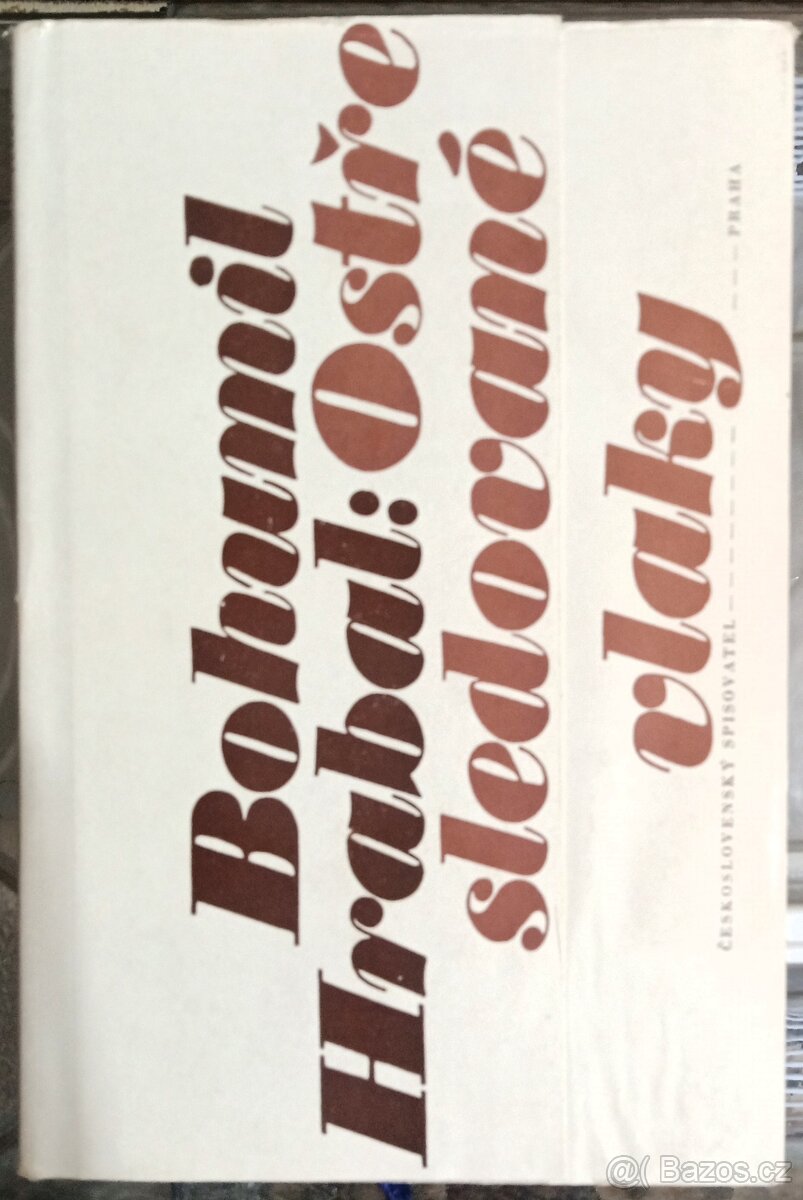 Bohumil
Hrabal: Ostře
sledované
vlaky
ČESKOSLOVENSKÝ SPISOVATEL — — — — — — — — — — PRAHA
@( Bazos.cz